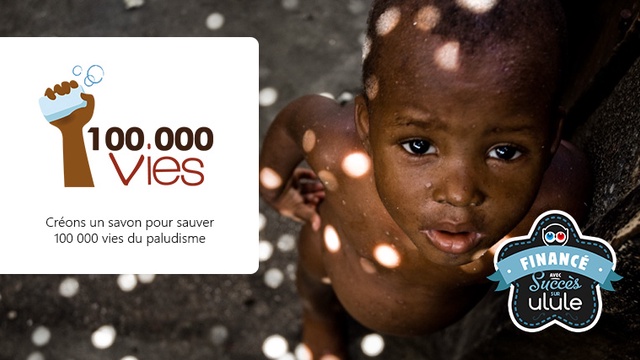 100.000
Vies
Créons un savon pour sauver
100 000 vies du paludisme
FINANCÉ
AVEC
Succès
SUR
ulule